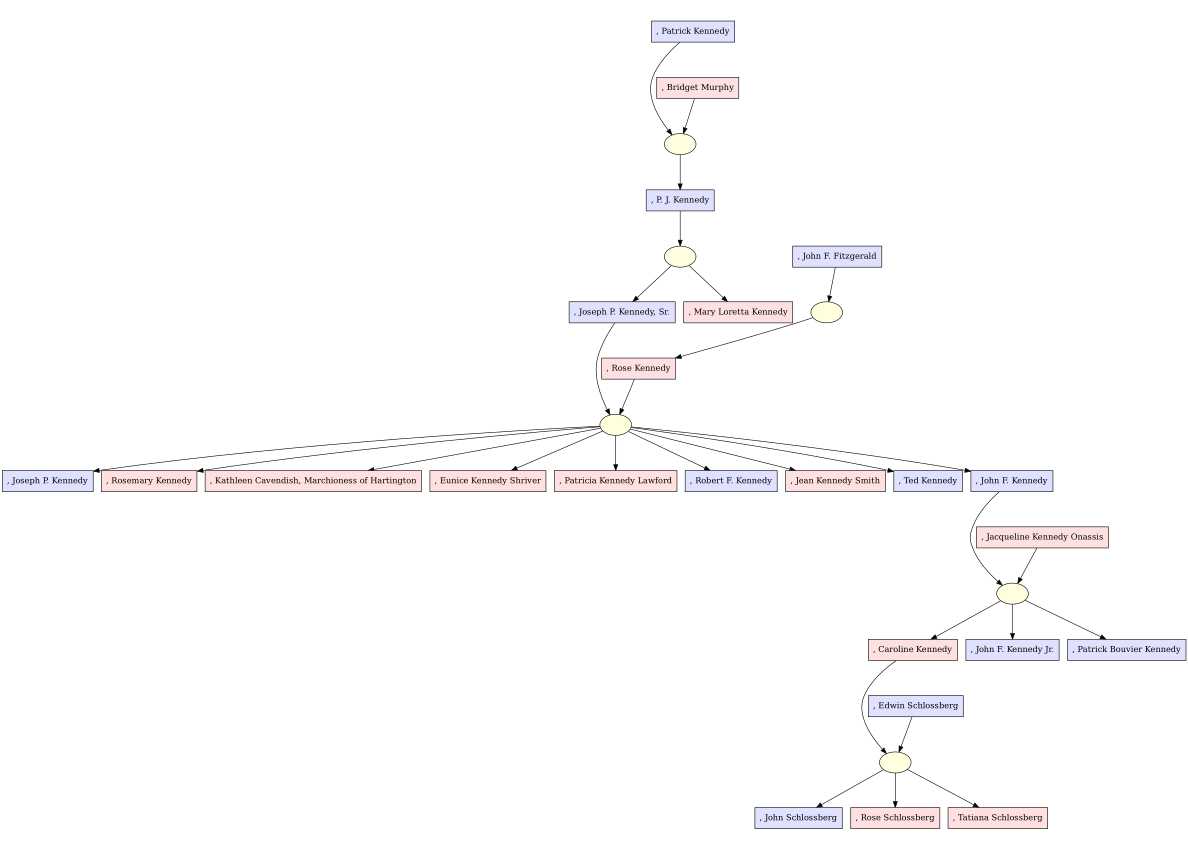 , Patrick Kennedy
, Bridget Murphy
, P. J. Kennedy
, John F. Fitzgerald
, Joseph P. Kennedy, Sr.
, Mary Loretta Kennedy
, Rose Kennedy
, Joseph P. Kennedy
, Rosemary Kennedy
, Kathleen Cavendish, Marchioness of Hartington
, Eunice Kennedy Shriver
, Patricia Kennedy Lawford
, Robert F. Kennedy
, Jean Kennedy Smith
, Ted Kennedy
, John F. Kennedy
, Jacqueline Kennedy Onassis
, Caroline Kennedy
, John F. Kennedy Jr.
, Patrick Bouvier Kennedy
, Edwin Schlossberg
, John Schlossberg
, Rose Schlossberg
, Tatiana Schlossberg